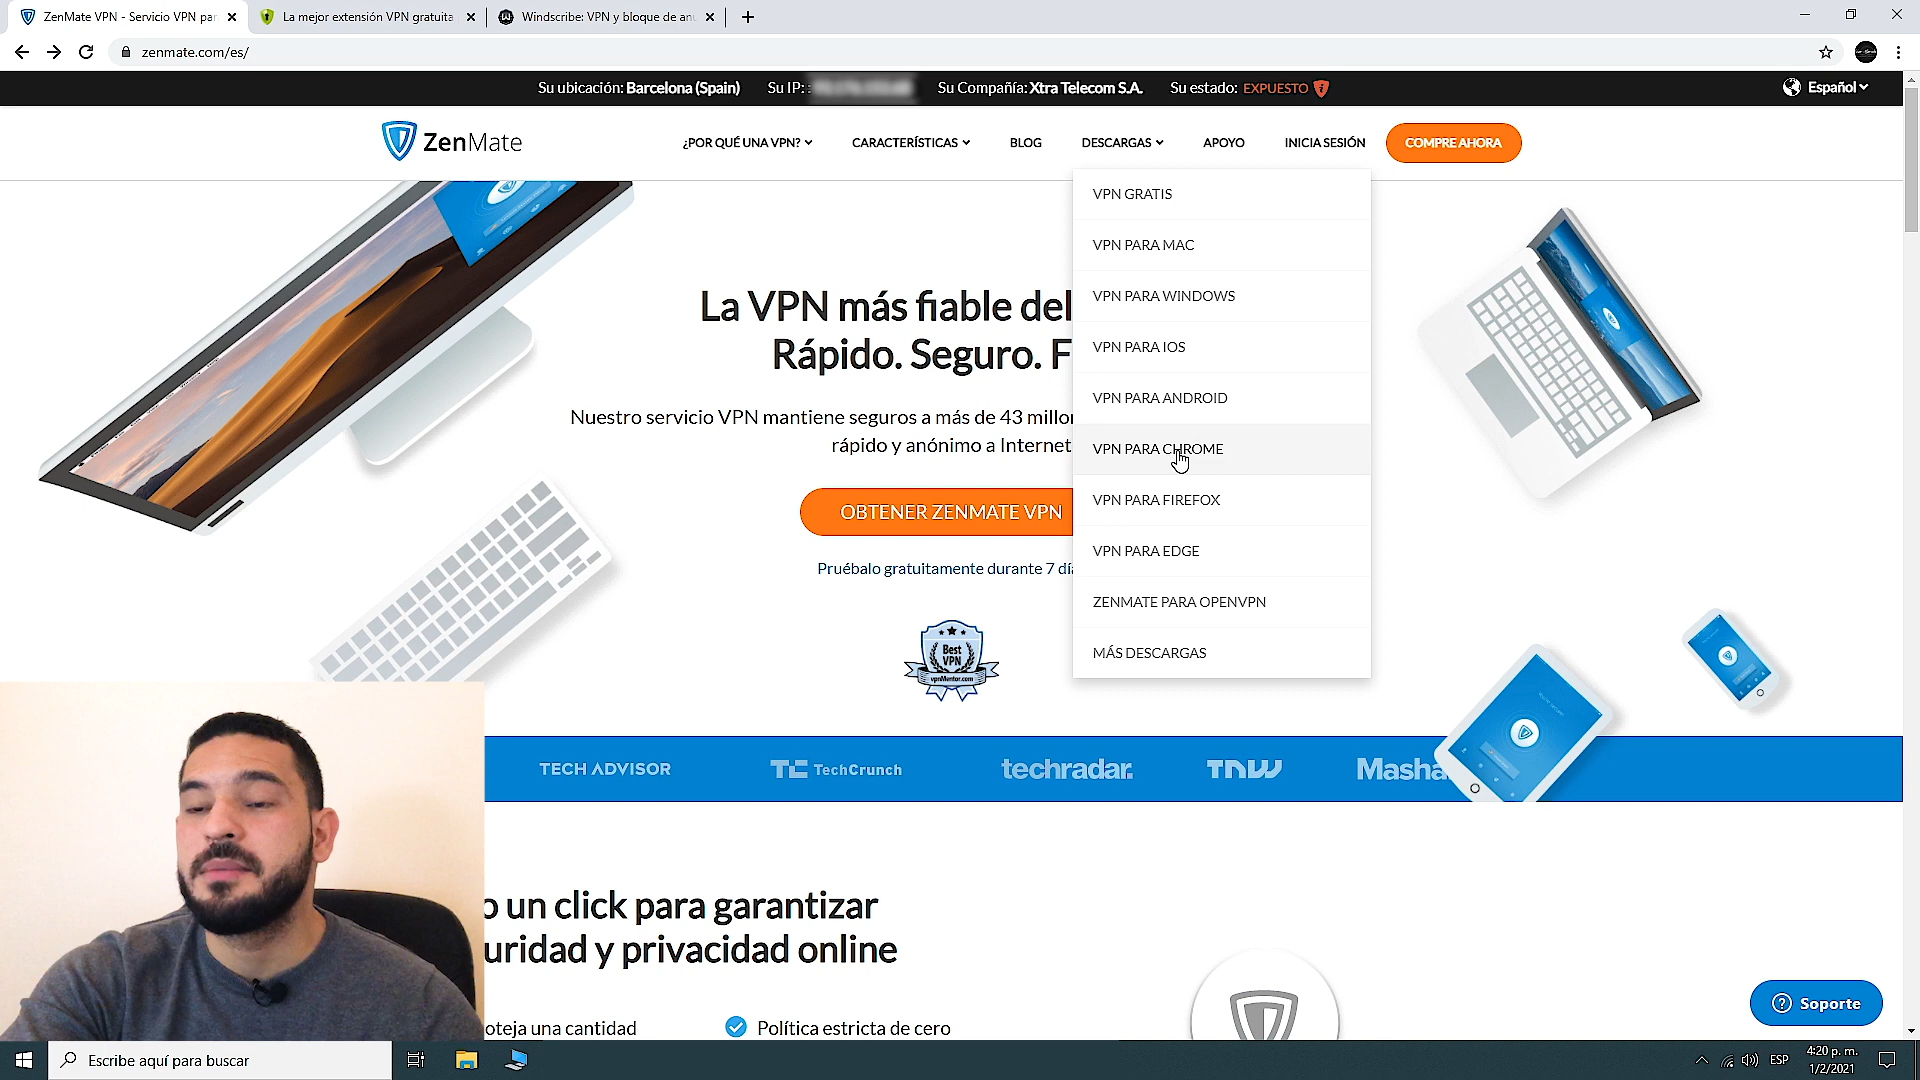 ZenMate VPN - Servicio VPN par
La mejor extensión VPN gratuita
Windscribe: VPN y bloque de anu
zenmate.com/es/
Su ubicación: Barcelona (Spain)
Su IP:
Su Compañía: Xtra Telecom S.A.
Su estado: EXPUESTO
Español
ZenMate
¿POR QUÉ UNA VPN?
CARACTERÍSTICAS
BLOG
DESCARGAS
APOYO
INICIA SESIÓN
COMPRE AHORA
VPN GRATIS
VPN PARA MAC
VPN PARA WINDOWS
VPN PARA IOS
VPN PARA ANDROID
VPN PARA CHROME
VPN PARA FIREFOX
VPN PARA EDGE
ZENMATE PARA OPENVPN
MÁS DESCARGAS
La VPN más fiable del
Rápido. Seguro. F
Nuestro servicio VPN mantiene seguros a más de 43 millon
rápido y anónimo a Internet
OBTENER ZENMATE VPN
Pruébalo gratuitamente durante 7 día
Best
VPN
vpnMentor.com
TECH ADVISOR
TC TechCrunch
techradar.
TNW
Masha
o un click para garantizar
uridad y privacidad online
oteja una cantidad
Política estricta de cero
Soporte
Escribe aquí para buscar
ESP
4:20 p. m.
1/2/2021